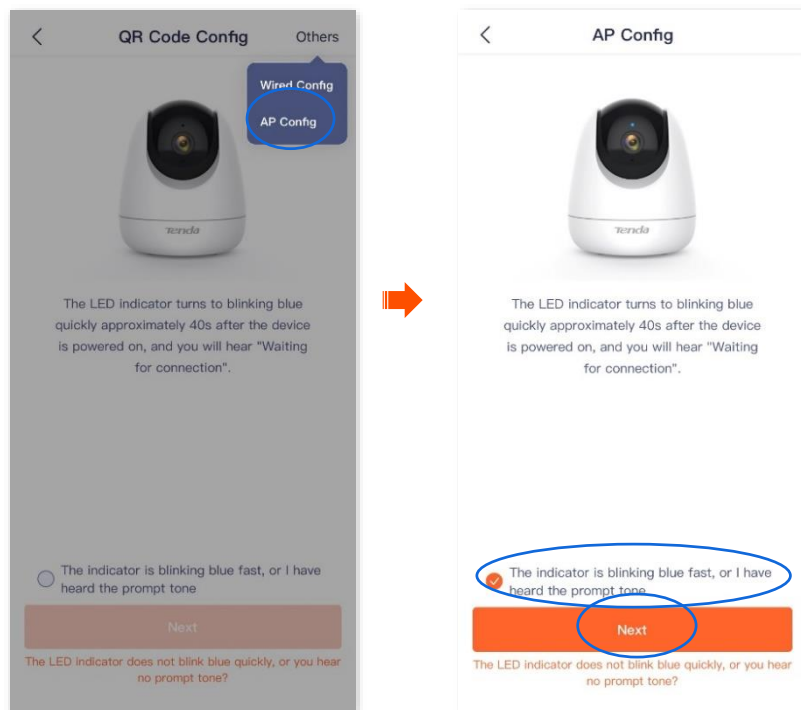 QR Code Config
Others
Wired Config
AP Config
Tenda
The LED indicator turns to blinking blue
quickly approximately 40s after the device
is powered on, and you will hear "Waiting
for connection".
The indicator is blinking blue fast, or I have
heard the prompt tone
Next
The LED indicator does not blink blue quickly, or you hear
no prompt tone?
AP Config
Tenda
The LED indicator turns to blinking blue
quickly approximately 40s after the device
is powered on, and you will hear "Waiting
for connection".
The indicator is blinking blue fast, or I have
heard the prompt tone
Next
The LED indicator does not blink blue quickly, or you hear
no prompt tone?